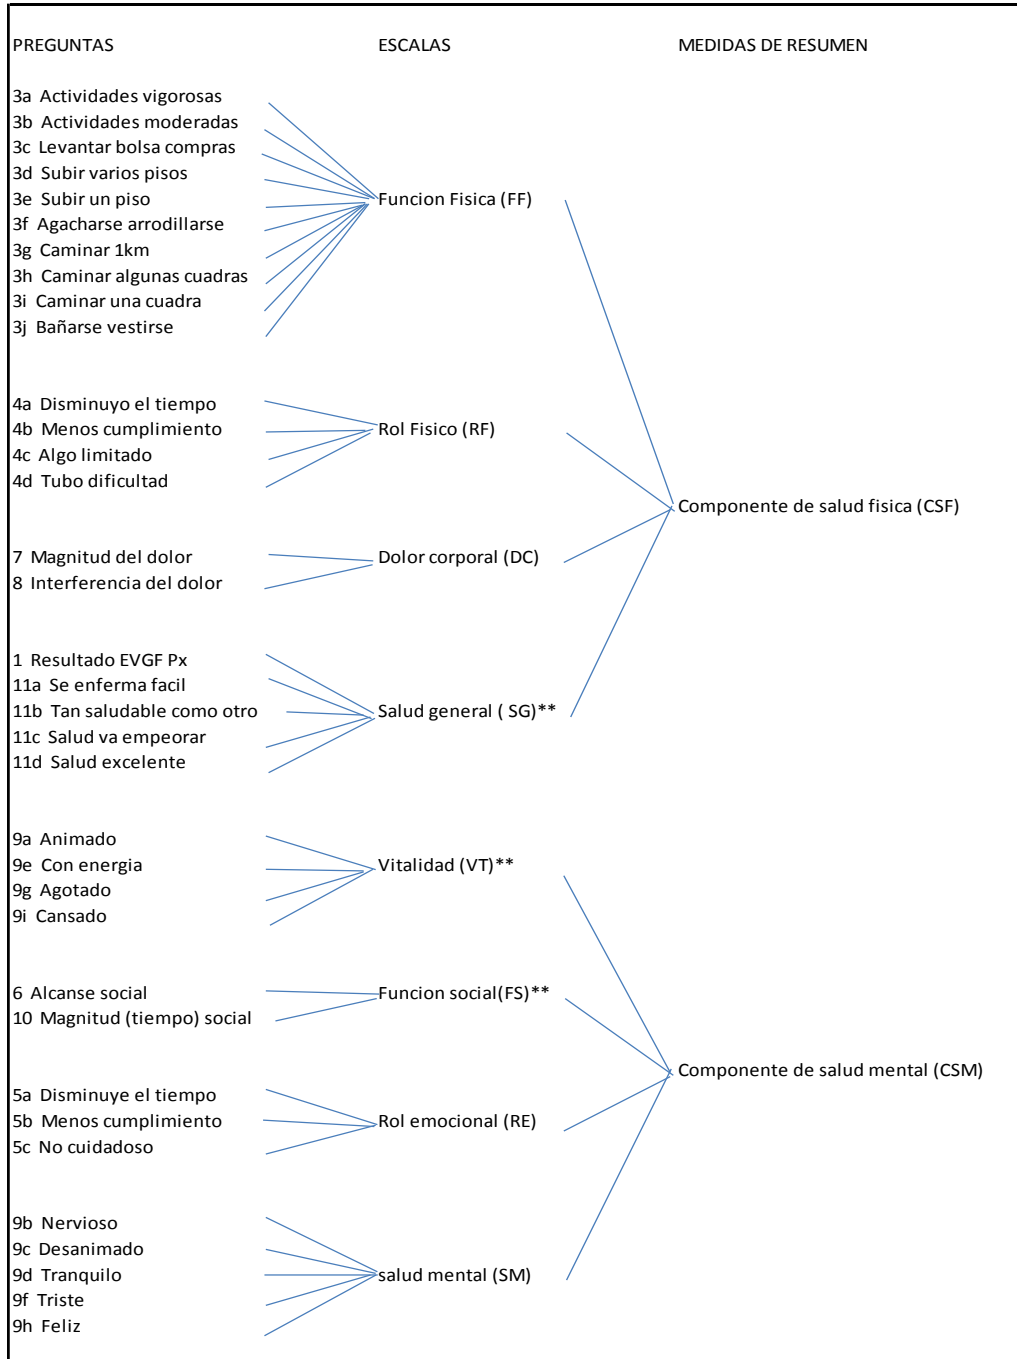 PREGUNTAS ESCALAS MEDIDAS DE RESUMEN
3a Actividades vigorosas
3b Actividades moderadas
3c Levantar bolsa compras
3d Subir varios pisos
3e Subir un piso Funcion Fisica (FF)
3f Agacharse arrodillarse
3g Caminar 1km
3h Caminar algunas cuadras
3i Caminar una cuadra
3j Bañarse vestirse
4a Disminuyo el tiempo
4b Menos cumplimiento Rol Fisico (RF)
4c Algo limitado
4d Tubo dificultad
Componente de salud fisica (CSF)
7 Magnitud del dolor Dolor corporal (DC)
8 Interferencia del dolor
1 Resultado EVGF Px
11a Se enferma facil
11b Tan saludable como otro Salud general ( SG)**
11c Salud va empeorar
11d Salud excelente
9a Animado
9e Con energia Vitalidad (VT)**
9g Agotado
9i Cansado
6 Alcanse social Funcion social(FS)**
10 Magnitud (tiempo) social
Componente de salud mental (CSM)
5a Disminuye el tiempo
5b Menos cumplimiento Rol emocional (RE)
5c No cuidadoso
9b Nervioso
9c Desanimado
9d Tranquilo salud mental (SM)
9f Triste
9h Feliz